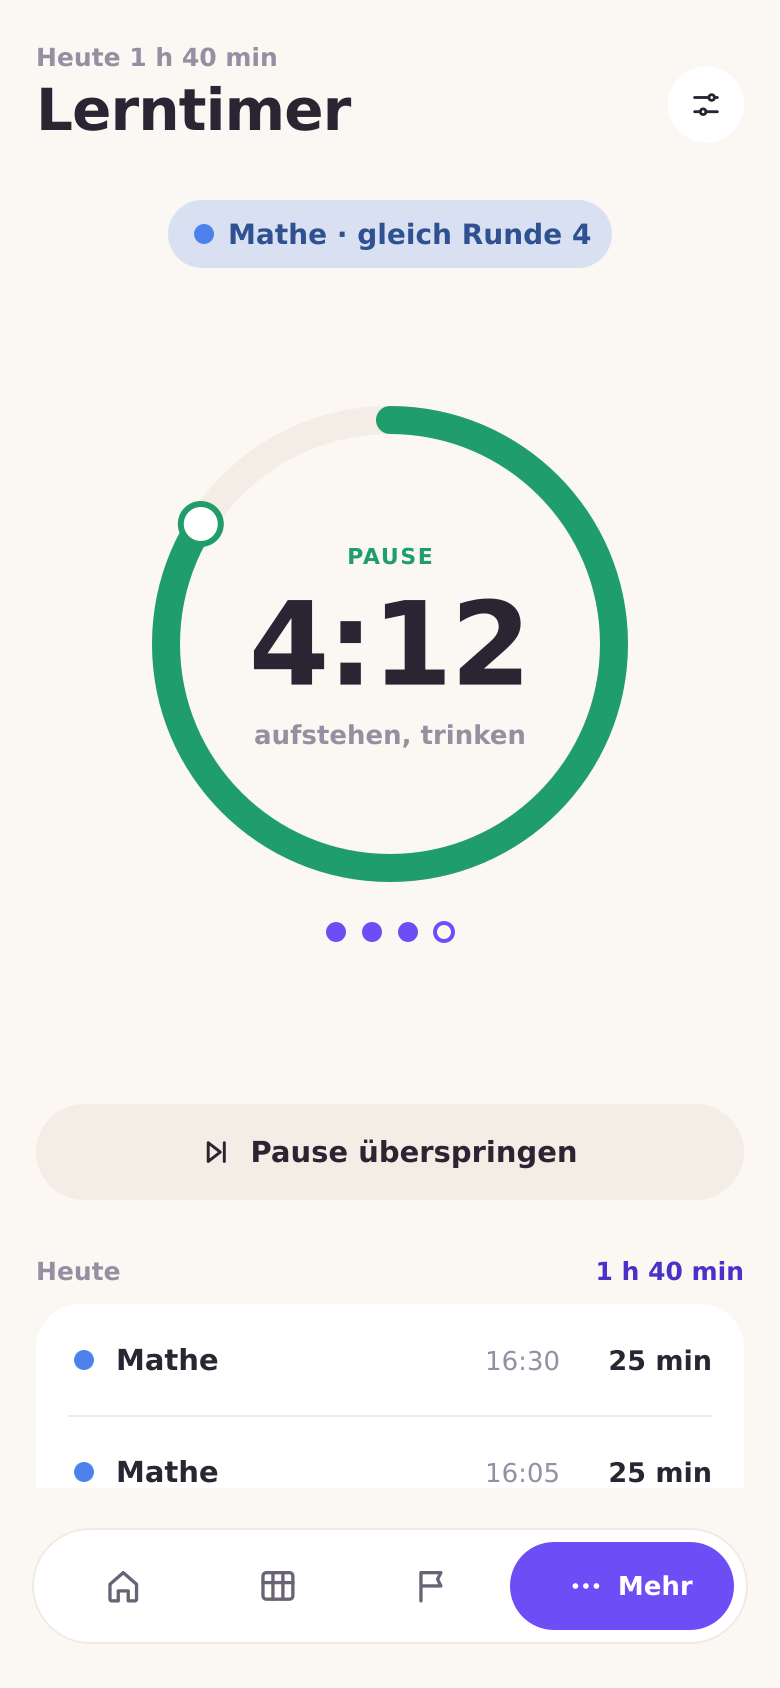 Heute 1 h 40 min
Lerntimer
Mathe · gleich Runde 4
PAUSE
4:12
aufstehen, trinken
Pause überspringen
Heute 1 h 40 min
Mathe 16:30 25 min
Mathe 16:05 25 min
Mehr